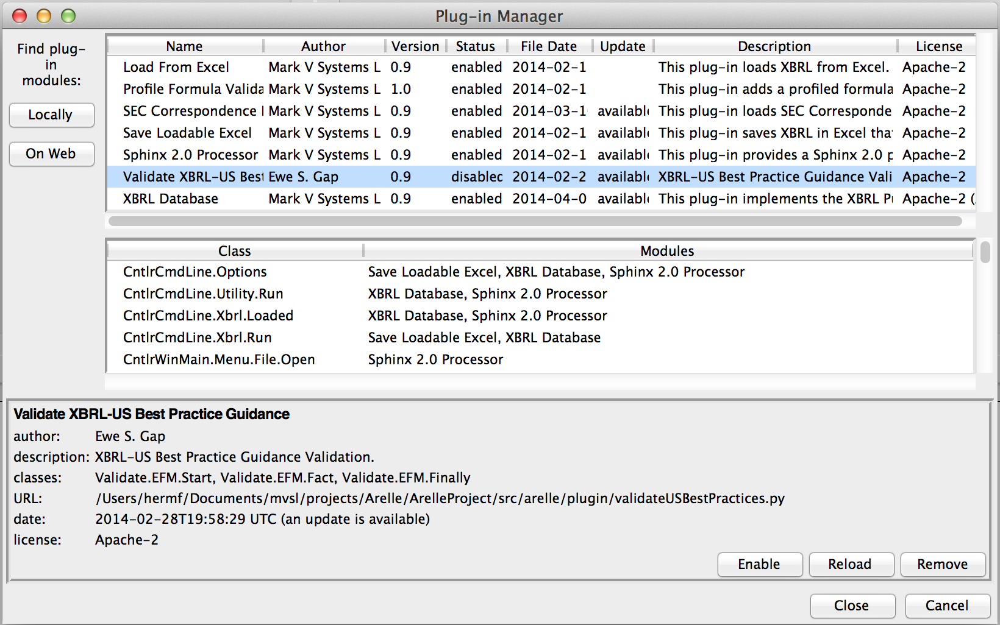 Plug-in Manager
Find plug-
in
modules:
Locally
On Web
Name Author Version Status File Date Update Description License
Load From Excel Mark V Systems L 0.9 enabled 2014-02-1 This plug-in loads XBRL from Excel. Apache-2
Profile Formula Valida Mark V Systems L 1.0 enabled 2014-02-1 This plug-in adds a profiled formula Apache-2
SEC Correspondence Mark V Systems L 0.9 enabled 2014-03-1 availabl This plug-in loads SEC Corresponde Apache-2
Save Loadable Excel Mark V Systems L 0.9 enabled 2014-02-1 availabl This plug-in saves XBRL in Excel that Apache-2
Sphinx 2.0 Processor Mark V Systems L 0.9 enabled 2014-02-1 availabl This plug-in provides a Sphinx 2.0 p Apache-2
Validate XBRL-US Best Ewe S. Gap 0.9 disabled 2014-02-2 availabl XBRL-US Best Practice Guidance Vali Apache-2
XBRL Database Mark V Systems L 0.9 enabled 2014-04-0 availabl This plug-in implements the XBRL Pu Apache-2 (
Class Modules
CntlrCmdLine.Options Save Loadable Excel, XBRL Database, Sphinx 2.0 Processor
CntlrCmdLine.Utility.Run XBRL Database, Sphinx 2.0 Processor
CntlrCmdLine.Xbrl.Loaded XBRL Database, Sphinx 2.0 Processor
CntlrCmdLine.Xbrl.Run Save Loadable Excel, XBRL Database
CntlrWinMain.Menu.File.Open Sphinx 2.0 Processor
Validate XBRL-US Best Practice Guidance
author: Ewe S. Gap
description: XBRL-US Best Practice Guidance Validation.
classes: Validate.EFM.Start, Validate.EFM.Fact, Validate.EFM.Finally
URL: /Users/hermf/Documents/mvsl/projects/Arelle/ArelleProject/src/arelle/plugin/validateUSBestPractices.py
date: 2014-02-28T19:58:29 UTC (an update is available)
license: Apache-2
Enable Reload Remove
Close Cancel